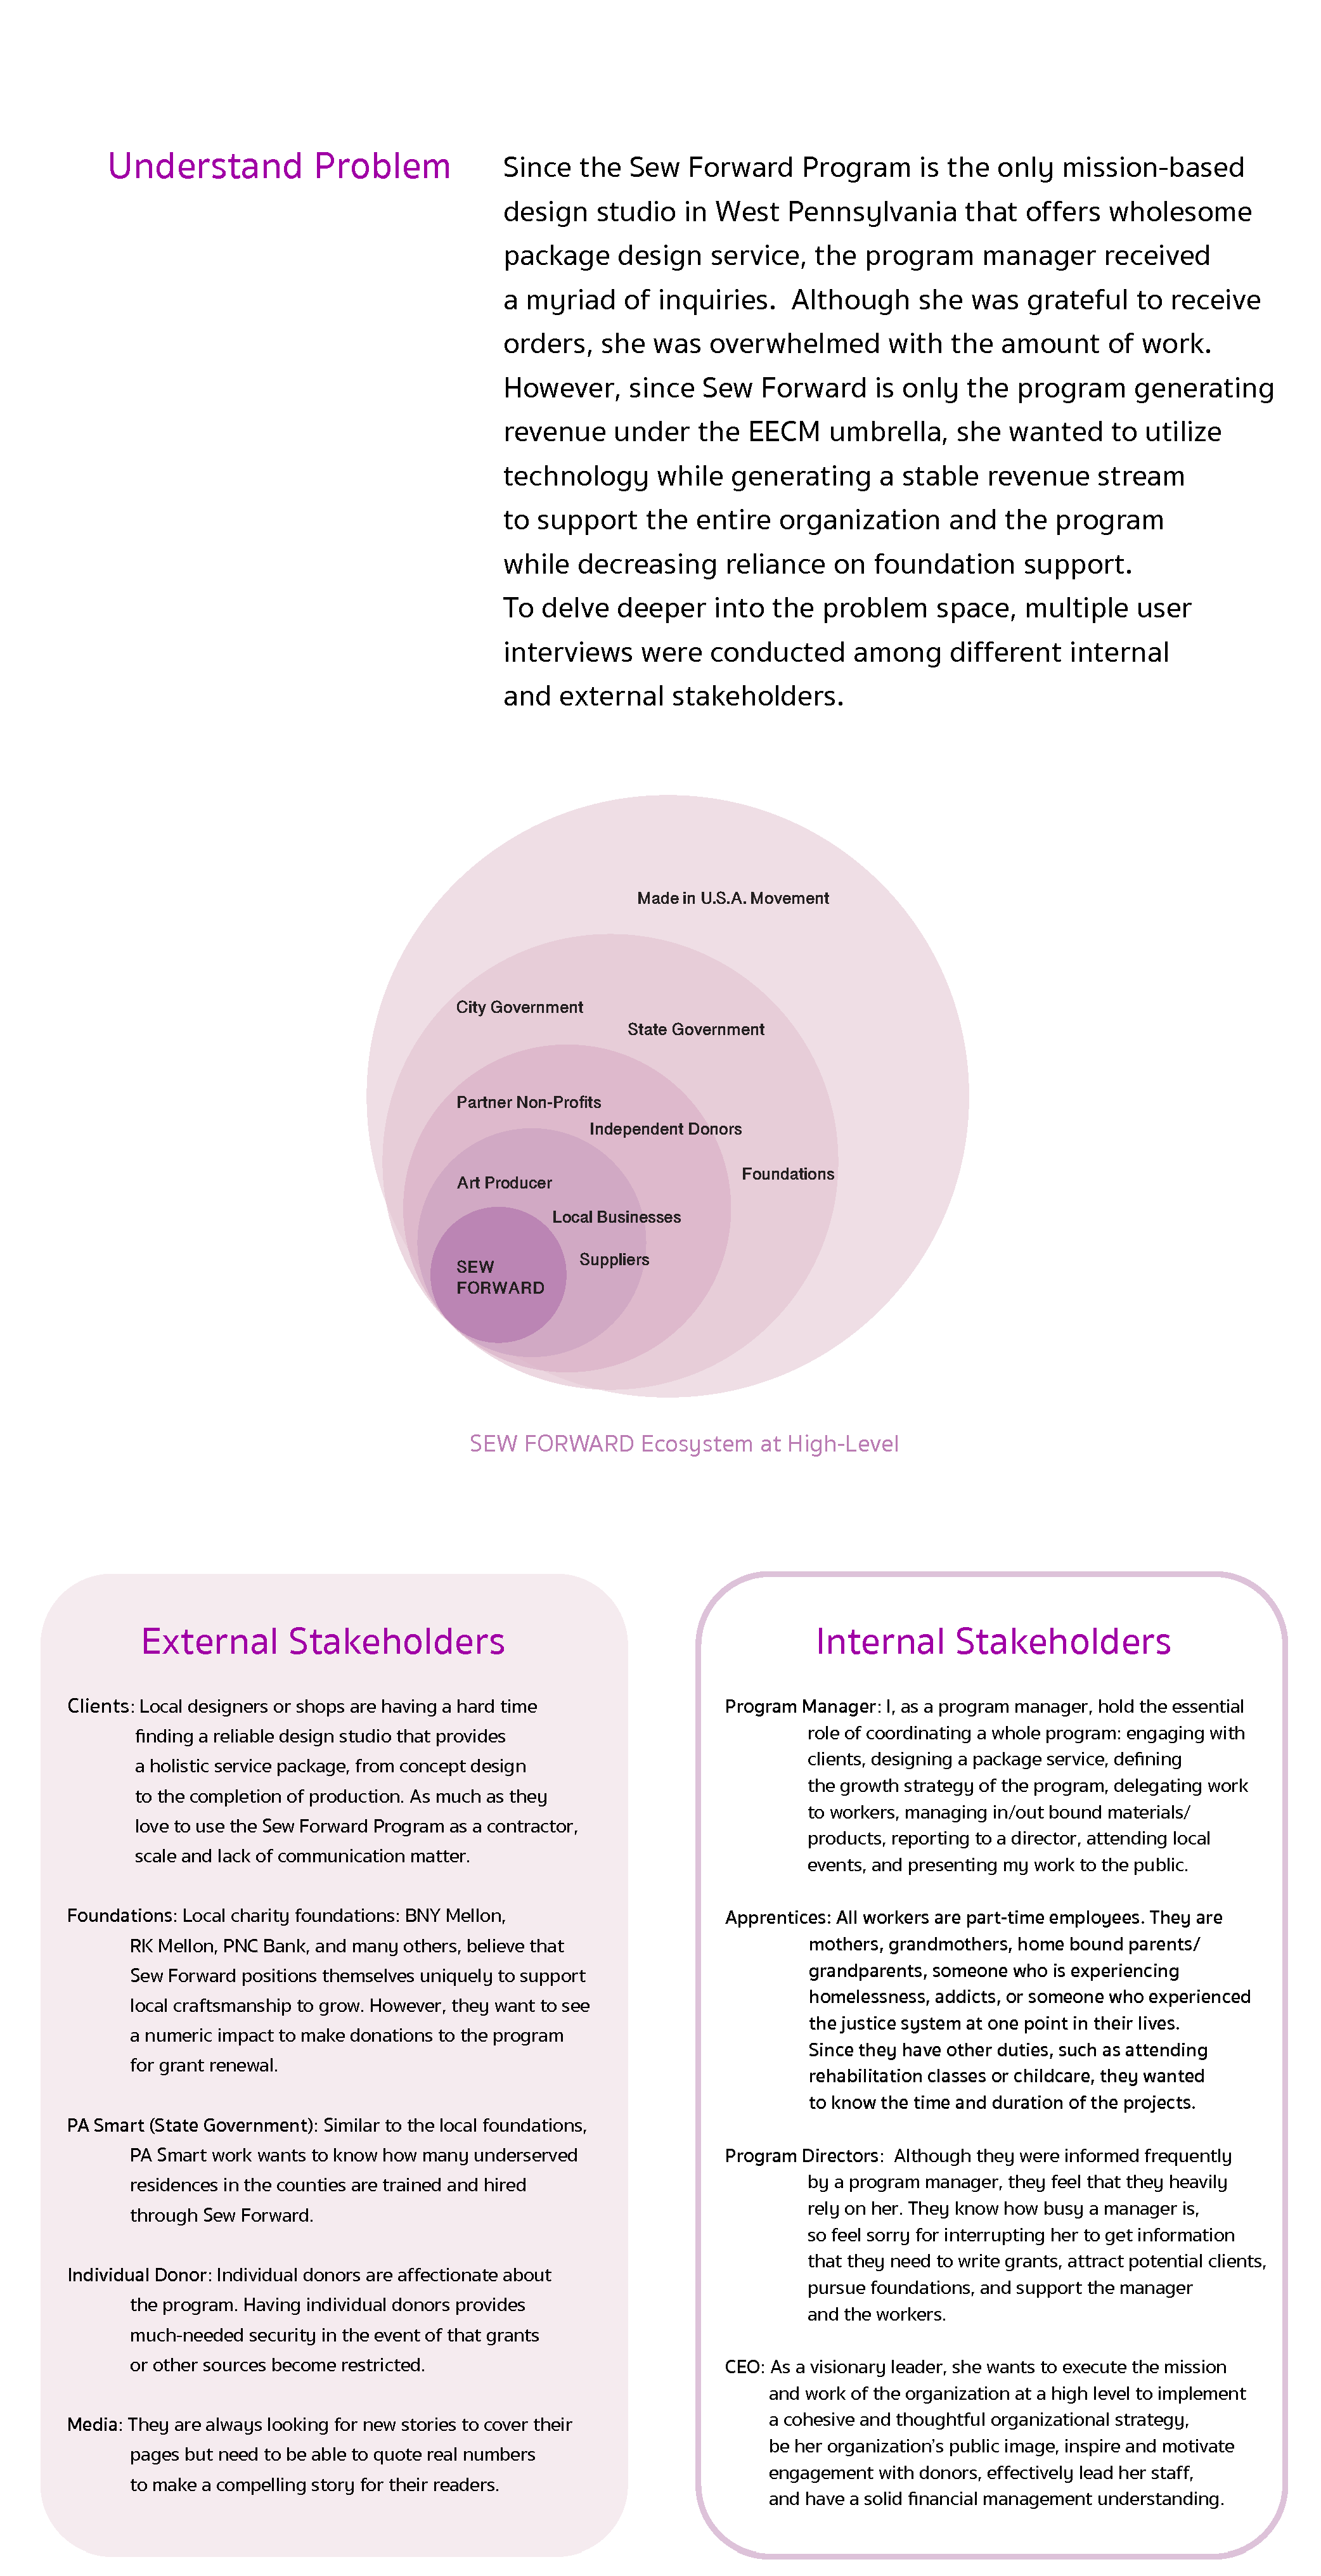 Understand Problem
Since the Sew Forward Program is the only mission-based
design studio in West Pennsylvania that offers wholesome
package design service, the program manager received
a myriad of inquiries.  Although she was grateful to receive
orders, she was overwhelmed with the amount of work.
However, since Sew Forward is only the program generating
revenue under the EECM umbrella, she wanted to utilize
technology while generating a stable revenue stream
to support the entire organization and the program
while decreasing reliance on foundation support.
To delve deeper into the problem space, multiple user
interviews were conducted among different internal
and external stakeholders.
Made in U.S.A. Movement
City Government
State Government
Partner Non-Profits
Independent Donors
Foundations
Art Producer
Local Businesses
Suppliers
SEW
FORWARD
SEW FORWARD Ecosystem at High-Level
External Stakeholders
Clients: Local designers or shops are having a hard time
finding a reliable design studio that provides
a holistic service package, from concept design
to the completion of production. As much as they
love to use the Sew Forward Program as a contractor,
scale and lack of communication matter.
Foundations: Local charity foundations: BNY Mellon,
RK Mellon, PNC Bank, and many others, believe that
Sew Forward positions themselves uniquely to support
local craftsmanship to grow. However, they want to see
a numeric impact to make donations to the program
for grant renewal.
PA Smart (State Government): Similar to the local foundations,
PA Smart work wants to know how many underserved
residences in the counties are trained and hired
through Sew Forward.
Individual Donor: Individual donors are affectionate about
the program. Having individual donors provides
much-needed security in the event of that grants
or other sources become restricted.
Media: They are always looking for new stories to cover their
pages but need to be able to quote real numbers
to make a compelling story for their readers.
Internal Stakeholders
Program Manager: I, as a program manager, hold the essential
role of coordinating a whole program: engaging with
clients, designing a package service, defining
the growth strategy of the program, delegating work
to workers, managing in/out bound materials/
products, reporting to a director, attending local
events, and presenting my work to the public.
Apprentices: All workers are part-time employees. They are
mothers, grandmothers, home bound parents/
grandparents, someone who is experiencing
homelessness, addicts, or someone who experienced
the justice system at one point in their lives.
Since they have other duties, such as attending
rehabilitation classes or childcare, they wanted
to know the time and duration of the projects.
Program Directors:  Although they were informed frequently
by a program manager, they feel that they heavily
rely on her. They know how busy a manager is,
so feel sorry for interrupting her to get information
that they need to write grants, attract potential clients,
pursue foundations, and support the manager
and the workers.
CEO: As a visionary leader, she wants to execute the mission
and work of the organization at a high level to implement
a cohesive and thoughtful organizational strategy,
be her organization's public image, inspire and motivate
engagement with donors, effectively lead her staff,
and have a solid financial management understanding.